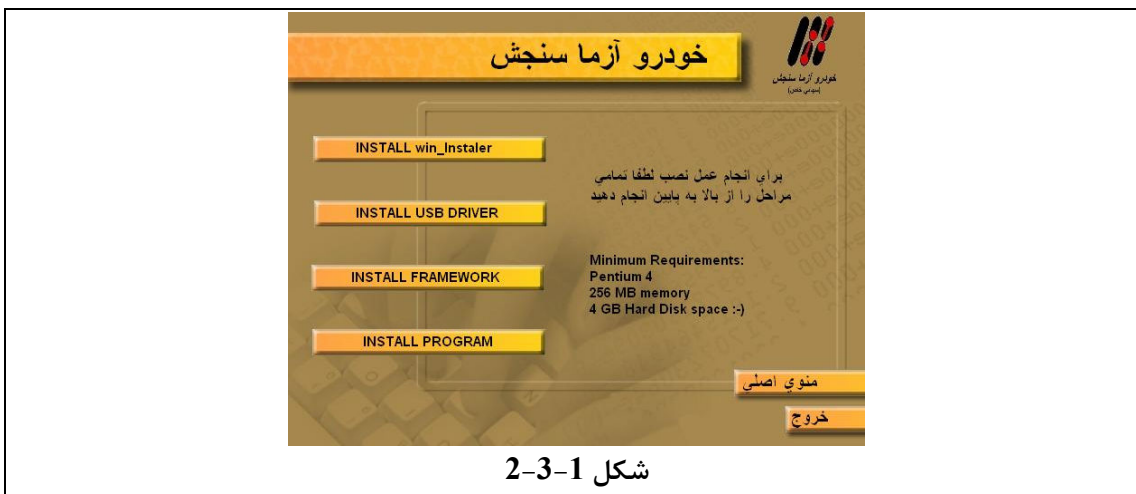 خودرو آزما سنجش
خودرو آزما سنجش
(سهامي خاص)
INSTALL win_Instaler
INSTALL USB DRIVER
INSTALL FRAMEWORK
INSTALL PROGRAM
براي انجام عمل نصب لطفا تمامي
مراحل را از بالا به پايين انجام دهيد
Minimum Requirements:
Pentium 4
256 MB memory
4 GB Hard Disk space :-)
منوي اصلي
خروج
شکل 1-3-2